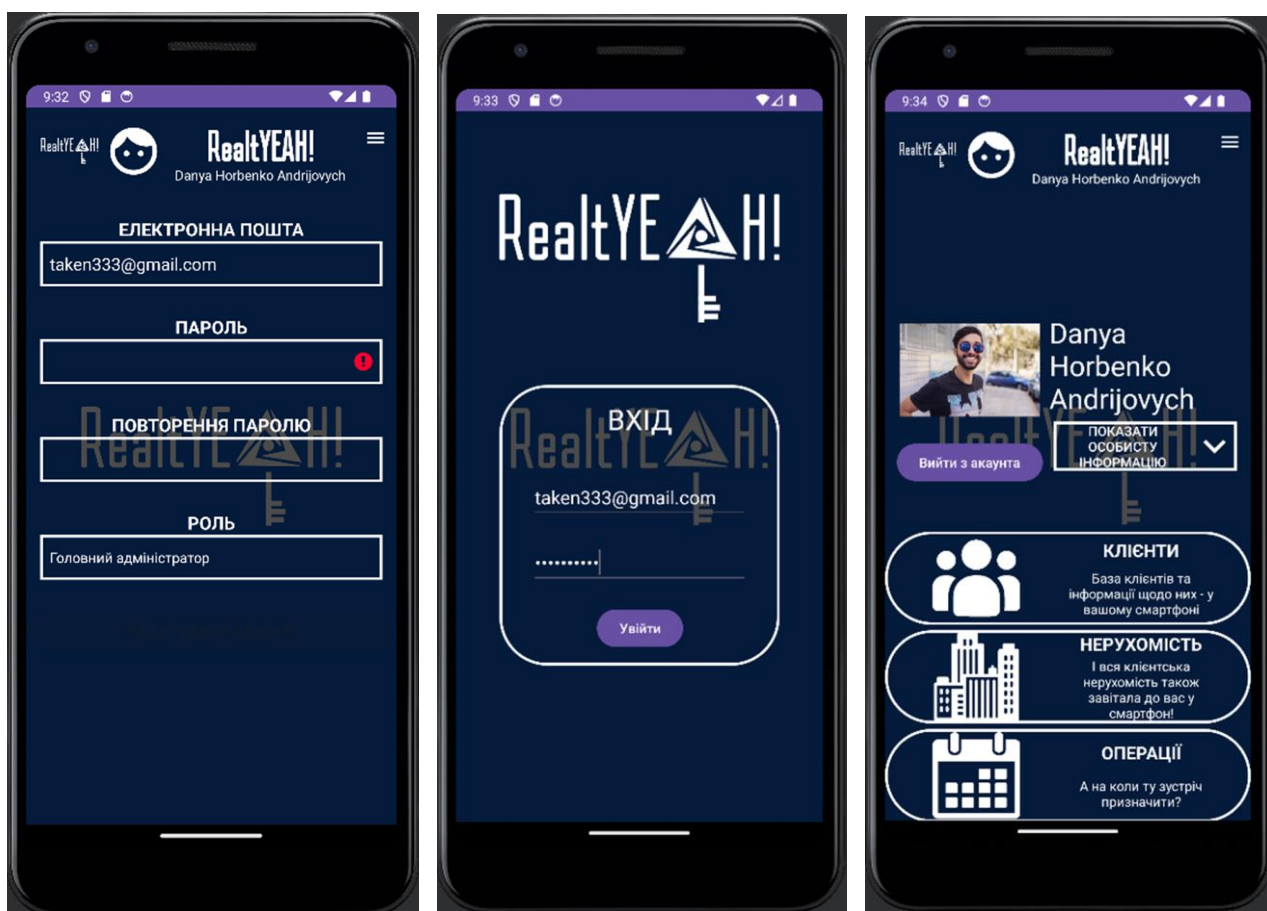 9:32
RealtYEAH!
RealtYEAH!
Danya Horbenko Andrijovych
ЕЛЕКТРОННА ПОШТА
taken333@gmail.com
ПАРОЛЬ
!
RealtYEAH!
ПОВТОРЕННЯ ПАРОЛЮ
РОЛЬ
Головний адміністратор
9:33
RealtYEAH!
ВХІД
RealtYEAH!
taken333@gmail.com
••••••••••
Увійти
9:34
RealtYEAH!
RealtYEAH!
Danya Horbenko Andrijovych
Danya
Horbenko
Andrijovych
RealtYEAH!
ПОКАЗАТИ
ОСОБИСТУ
ІНФОРМАЦІЮ
Вийти з акаунта
КЛІЄНТИ
База клієнтів та
інформації щодо них - у
вашому смартфоні
НЕРУХОМІСТЬ
І вся клієнтська
нерухомість також
завітала до вас у
смартфон!
ОПЕРАЦІЇ
А на коли ту зустріч
призначити?